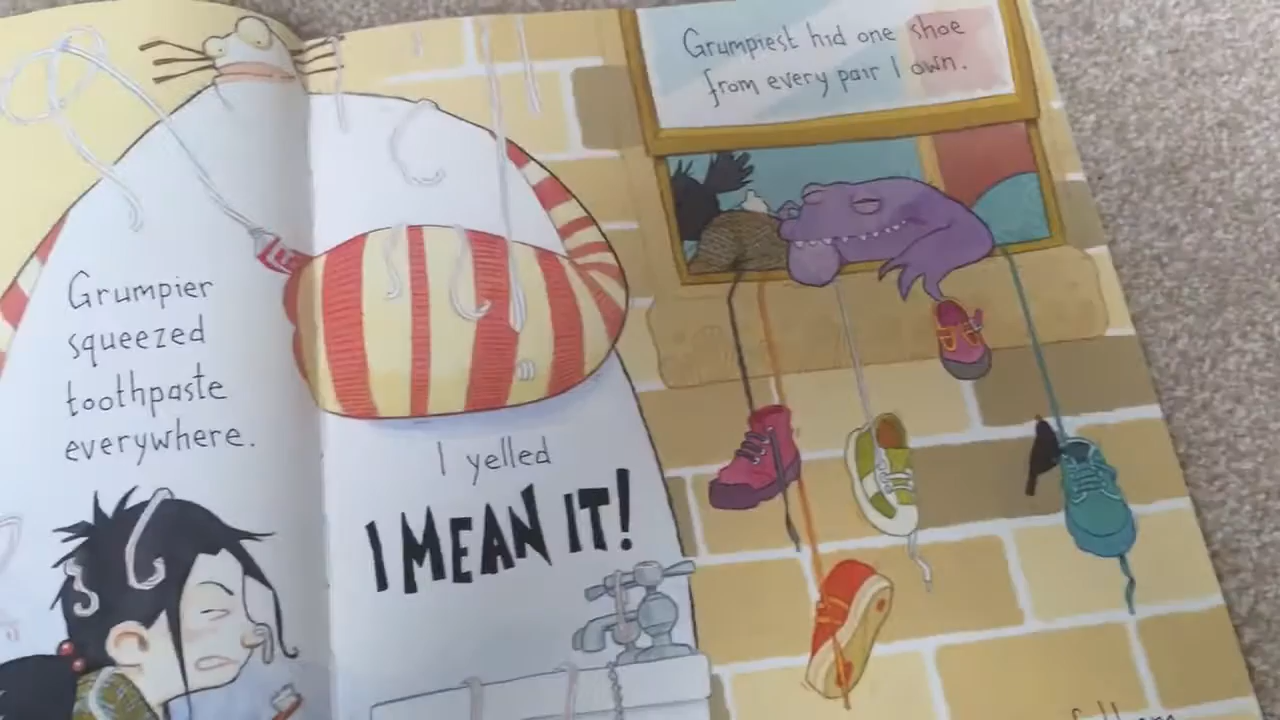 Grumpier
squeezed
toothpaste
everywhere.
I yelled
I MEAN IT!
Grumpiest hid one shoe
from every pair I own.